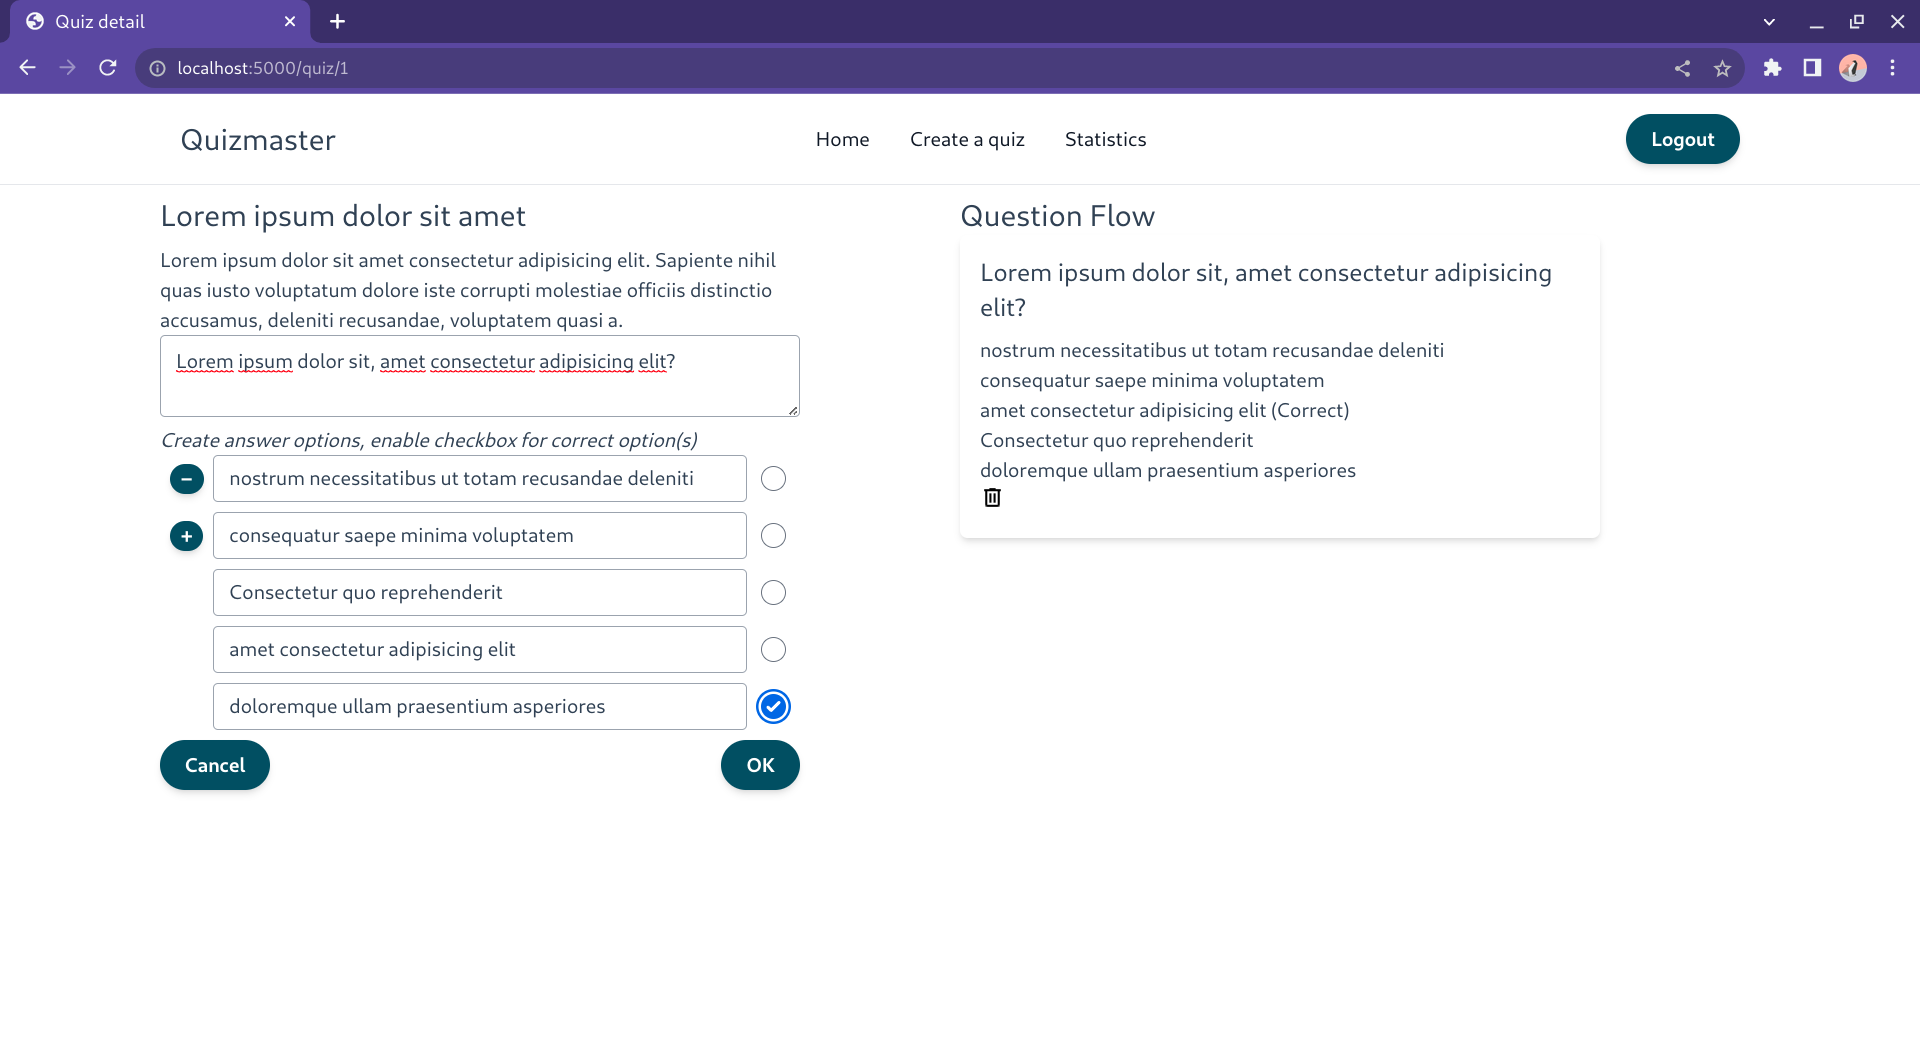 Quiz detail
localhost:5000/quiz/1
Quizmaster
Home
Create a quiz
Statistics
Logout
Lorem ipsum dolor sit amet
Lorem ipsum dolor sit amet consectetur adipisicing elit. Sapiente nihil
quas iusto voluptatum dolore iste corrupti molestiae officiis distinctio
accusamus, deleniti recusandae, voluptatem quasi a.
Lorem ipsum dolor sit, amet consectetur adipisicing elit?
Create answer options, enable checkbox for correct option(s)
nostrum necessitatibus ut totam recusandae deleniti
consequatur saepe minima voluptatem
Consectetur quo reprehenderit
amet consectetur adipisicing elit
doloremque ullam praesentium asperiores
Cancel
OK
Question Flow
Lorem ipsum dolor sit, amet consectetur adipisicing
elit?
nostrum necessitatibus ut totam recusandae deleniti
consequatur saepe minima voluptatem
amet consectetur adipisicing elit (Correct)
Consectetur quo reprehenderit
doloremque ullam praesentium asperiores